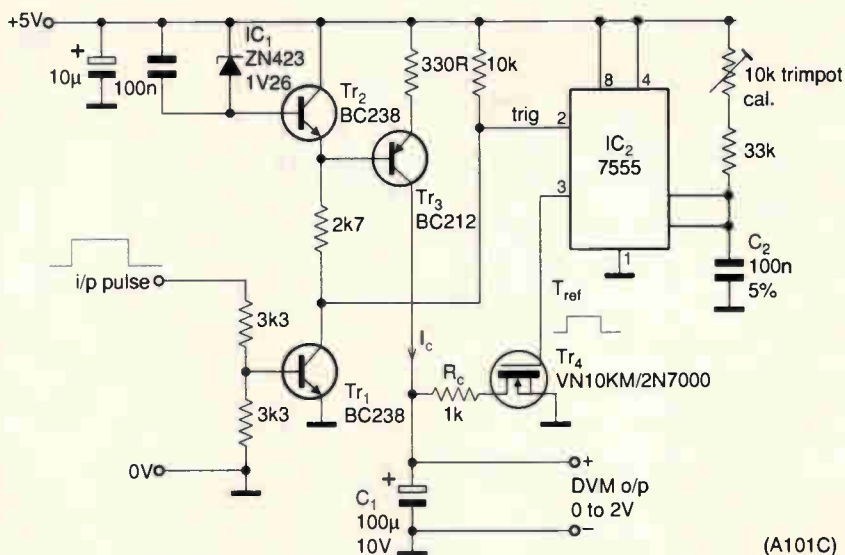 +5V
IC1
ZN423
1V26
10µ
100n
Tr2
BC238
330R
10k
trig
2
8
4
10k trimpot
cal.
IC2
7555
33k
3
Tr3
BC212
2k7
1
C2
100n
5%
i/p pulse
Tref
3k3
Ic
Rc
1k
Tr4
VN10KM/2N7000
Tr1
BC238
3k3
0V
C1
100µ
10V
+
DVM o/p
0 to 2V
−
(A101C)